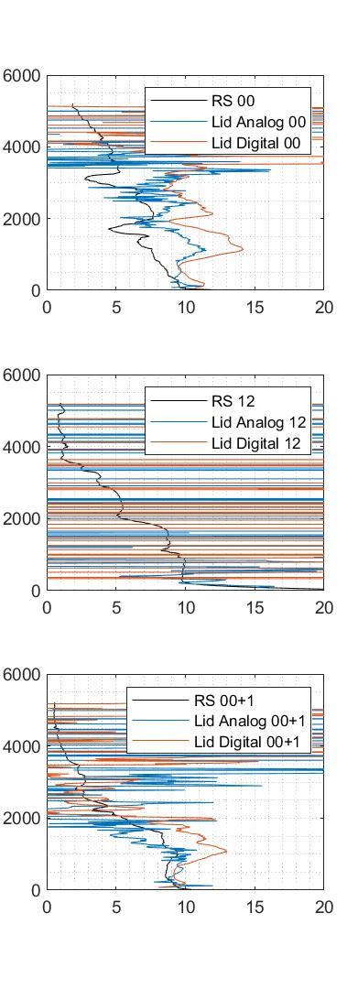 6000
RS 00
Lid Analog 00
Lid Digital 00
4000
2000
0
0 5 10 15 20
6000
RS 12
Lid Analog 12
Lid Digital 12
4000
2000
0
0 5 10 15 20
6000
RS 00+1
Lid Analog 00+1
Lid Digital 00+1
4000
2000
0
0 5 10 15 20